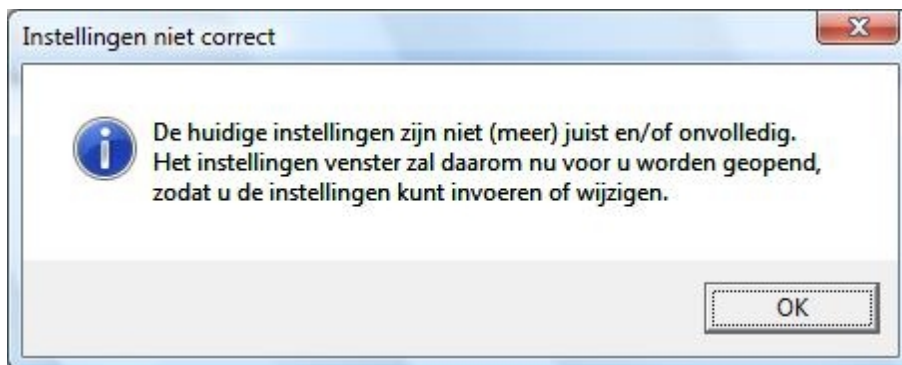 Instellingen niet correct
De huidige instellingen zijn niet (meer) juist en/of onvolledig.
Het instellingen venster zal daarom nu voor u worden geopend,
zodat u de instellingen kunt invoeren of wijzigen.
OK